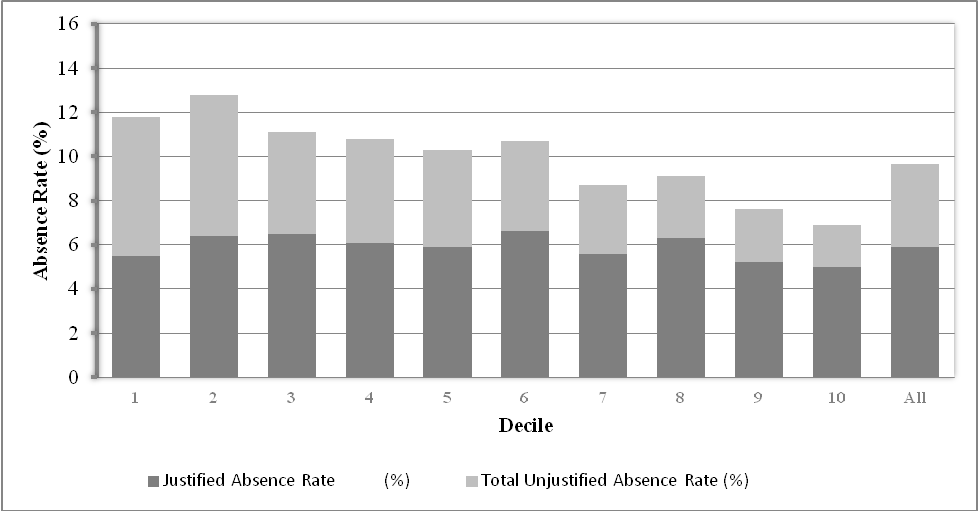 16
14
12
10
8
6
4
2
0
Absence Rate (%)
1 2 3 4 5 6 7 8 9 10 All
Decile
Justified Absence Rate (%) Total Unjustified Absence Rate (%)